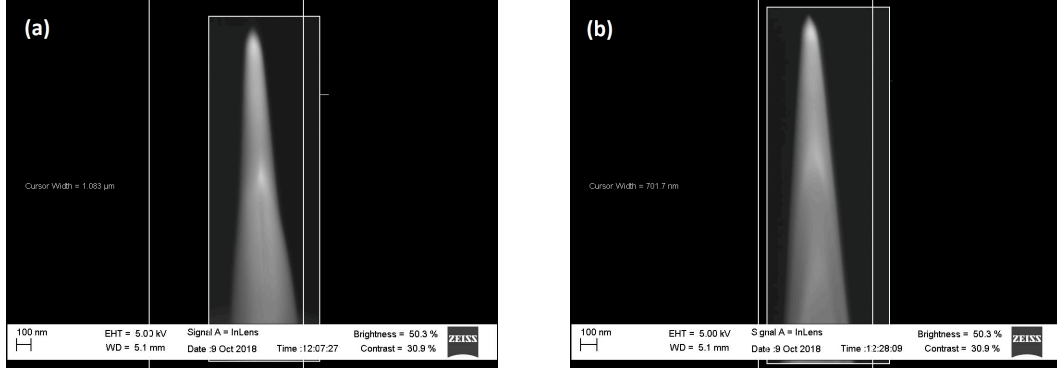 (a)
Cursor Width = 1.083 µm
100 nm
EHT = 5.00 kV
Signal A = InLens
Brightness = 50.3 %
WD = 5.1 mm
Date :9 Oct 2018
Time :12:07:27
Contrast = 30.9 %
ZEISS
(b)
Cursor Width = 701.7 nm
100 nm
EHT = 5.00 kV
Signal A = InLens
Brightness = 50.3 %
WD = 5.1 mm
Date :9 Oct 2018
Time :12:28:09
Contrast = 30.9 %
ZEISS